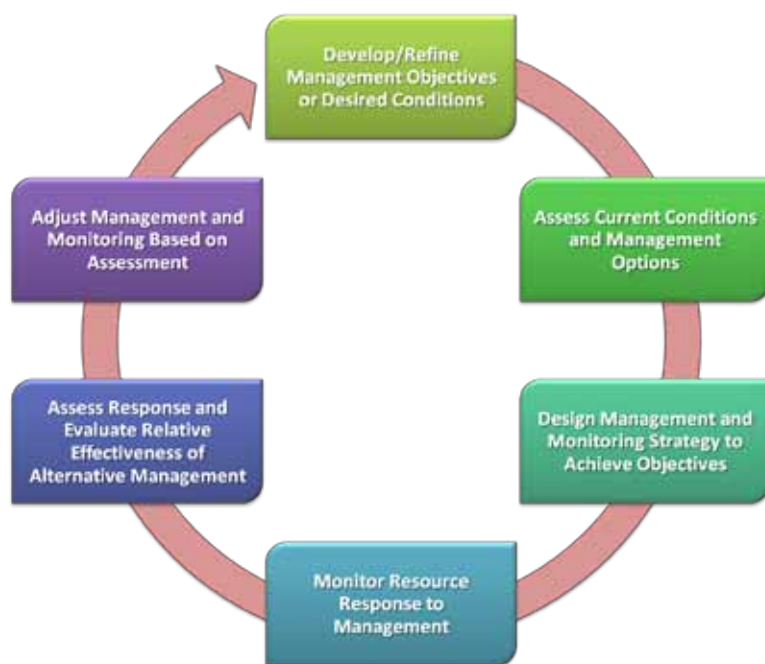 Develop/Refine
Management Objectives
or Desired Conditions
Assess Current Conditions
and Management
Options
Design Management and
Monitoring Strategy to
Achieve Objectives
Monitor Resource
Response to
Management
Assess Response and
Evaluate Relative
Effectiveness of
Alternative Management
Adjust Management and
Monitoring Based on
Assessment